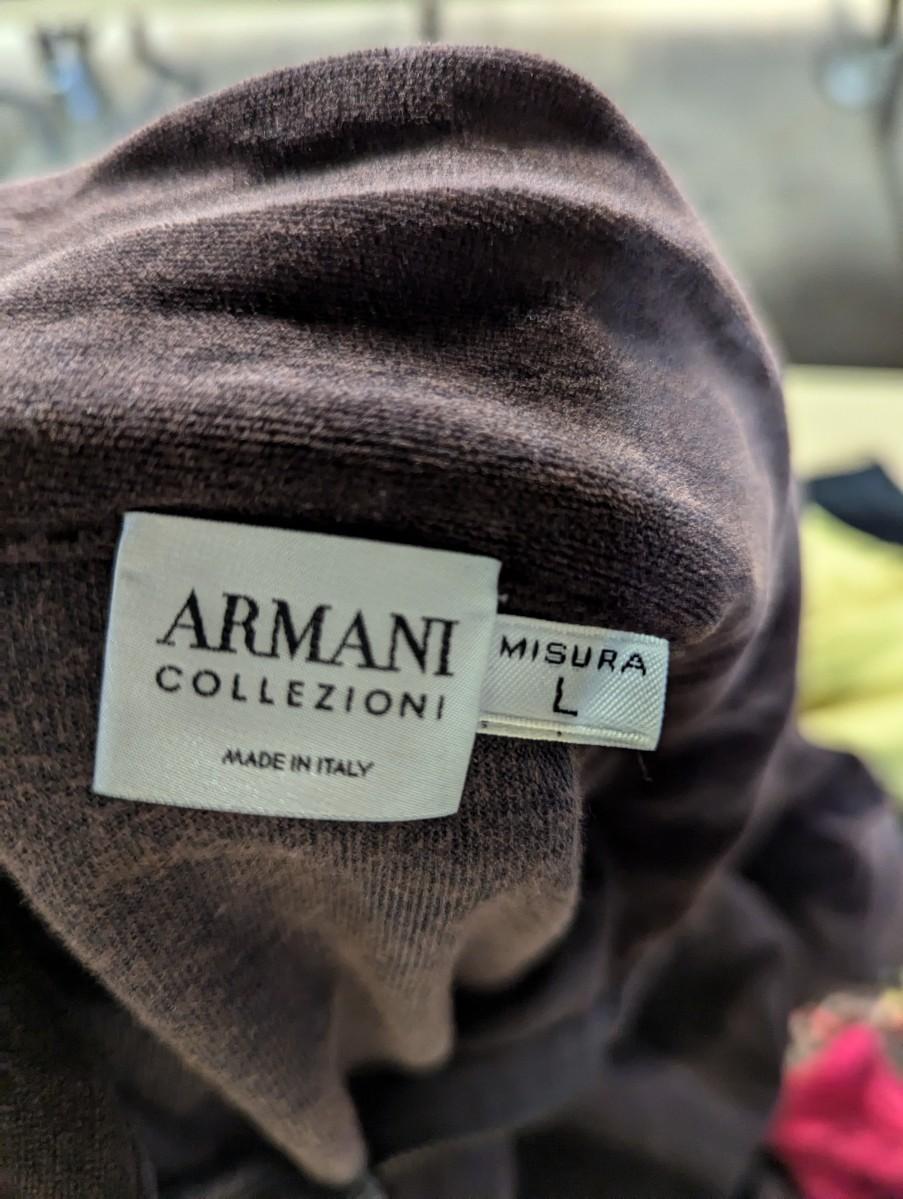 ARMANI
COLLEZIONI
MADE IN ITALY
MISURA
L